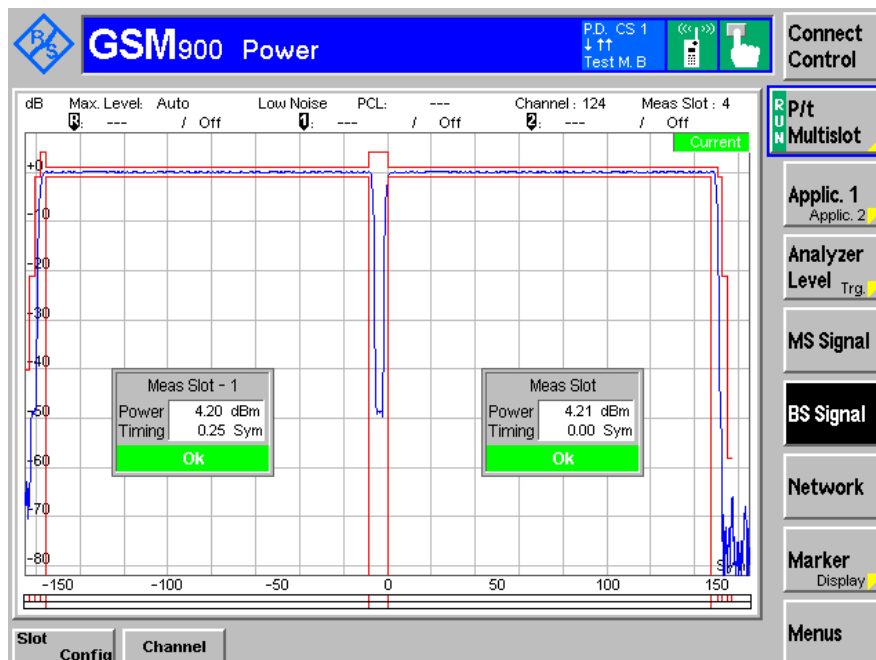 R/S
GSM900 Power
P.D. CS 1
↓ ↑↑
Test M. B
Connect Control
dB Max. Level: Auto Low Noise PCL: --- Channel : 124 Meas Slot : 4
R: --- / Off 1: --- / Off 2: --- / Off
Current
RUN
P/t Multislot
Applic. 1
Applic. 2
Analyzer Level
Trg.
MS Signal
BS Signal
Network
Marker
Display
Menus
+0
-10
-20
-30
-40
-50
-60
-70
-80
Meas Slot - 1
Power 4.20 dBm
Timing 0.25 Sym
Ok
Meas Slot
Power 4.21 dBm
Timing 0.00 Sym
Ok
-150 -100 -50 0 50 100 150
Slot Config
Channel